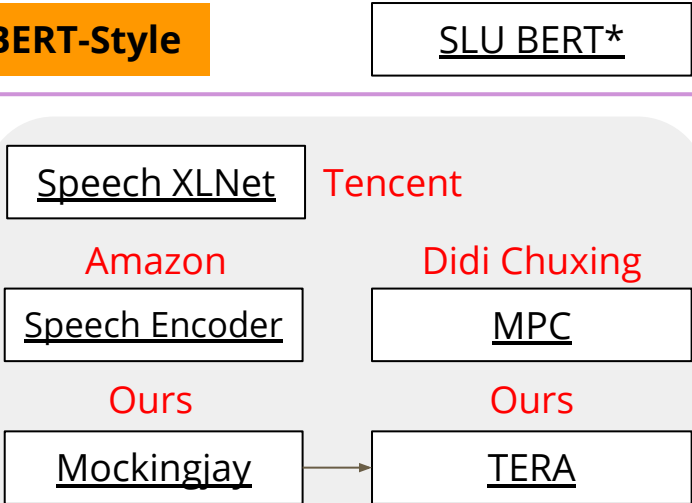 BERT-Style
SLU BERT*
Speech XLNet Tencent
Amazon Didi Chuxing
Speech Encoder MPC
Ours Ours
Mockingjay TERA